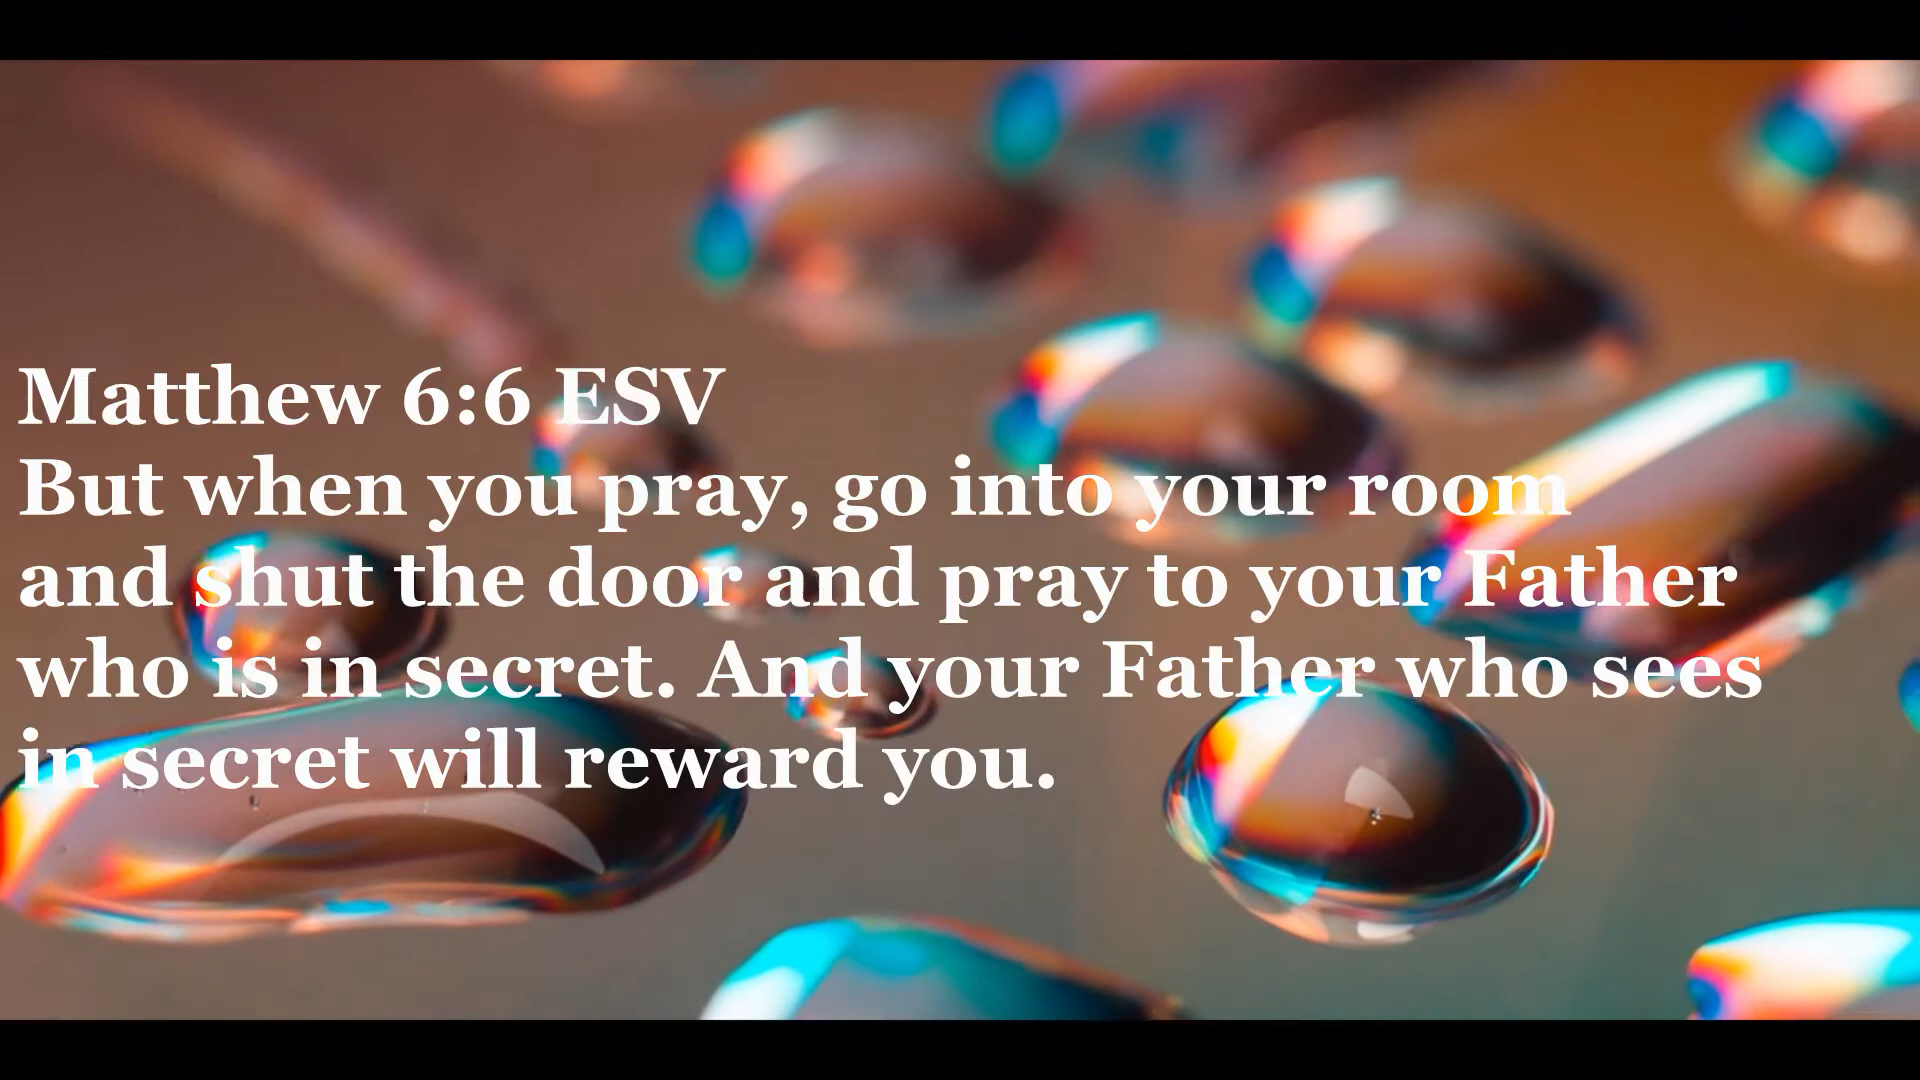 Matthew 6:6 ESV
But when you pray, go into your room
and shut the door and pray to your Father
who is in secret. And your Father who sees
in secret will reward you.